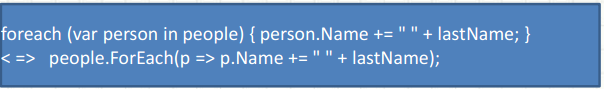 foreach (var person in people) { person.Name += " " + lastName; }
< => people.ForEach(p => p.Name += " " + lastName);